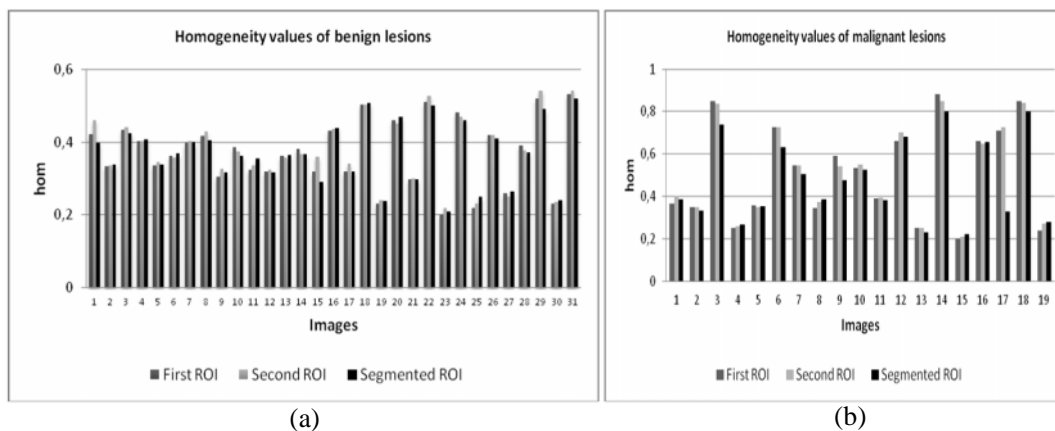 Homogeneity values of benign lesions
0,6
0,4
0,2
0
hom
1 2 3 4 5 6 7 8 9 10 11 12 13 14 15 16 17 18 19 20 21 22 23 24 25 26 27 28 29 30 31
Images
First ROI Second ROI Segmented ROI
(a)
Homogeneity values of malignant lesions
1
0,8
0,6
0,4
0,2
0
hom
1 2 3 4 5 6 7 8 9 10 11 12 13 14 15 16 17 18 19
Images
First ROI Second ROI Segmented ROI
(b)